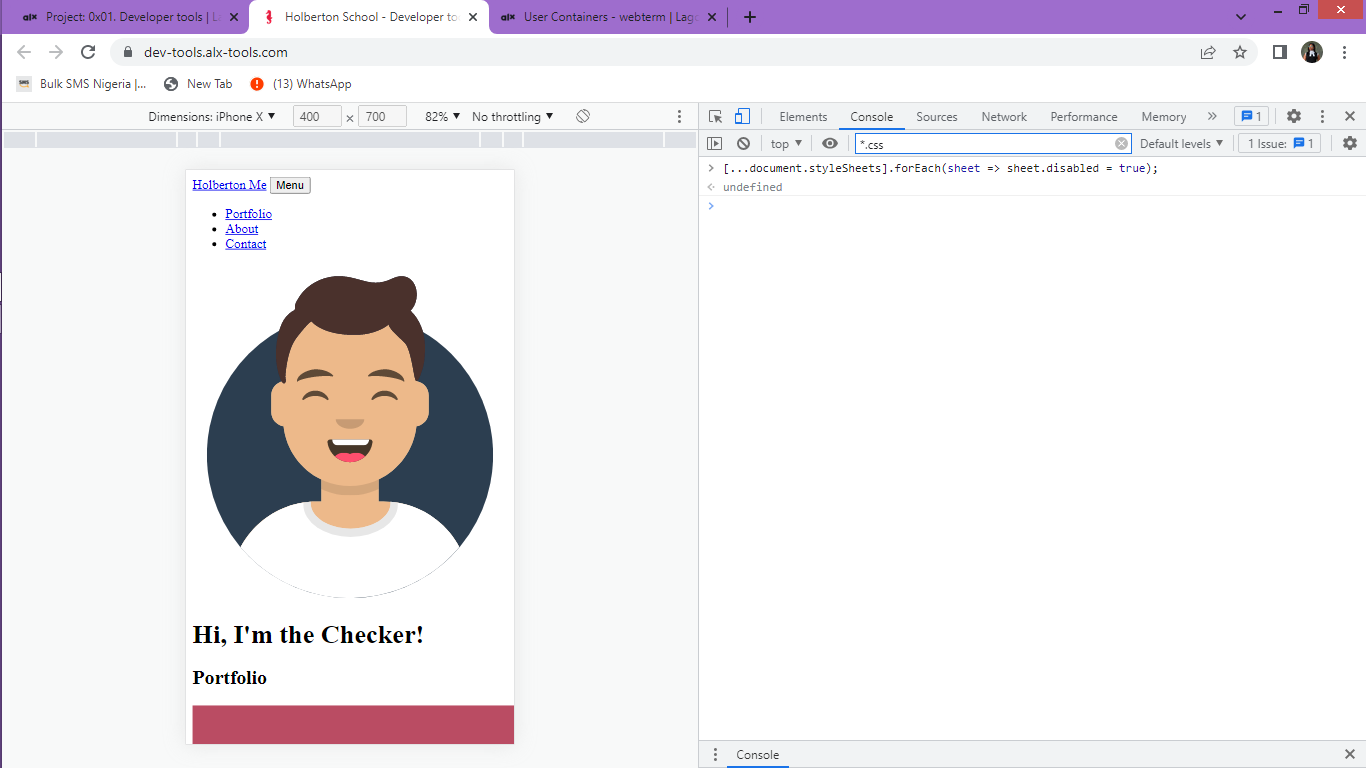 alx Project: 0x01. Developer tools | La
Holberton School - Developer to
alx User Containers - webterm | Lago
dev-tools.alx-tools.com
SMS Bulk SMS Nigeria |... New Tab (13) WhatsApp
Dimensions: iPhone X 400 × 700 82% No throttling
Elements Console Sources Network Performance Memory » 1
top *.css Default levels 1 Issue: 1
[...document.styleSheets].forEach(sheet => sheet.disabled = true);
undefined
Holberton Me Menu
Portfolio
About
Contact
Hi, I'm the Checker!
Portfolio
Console